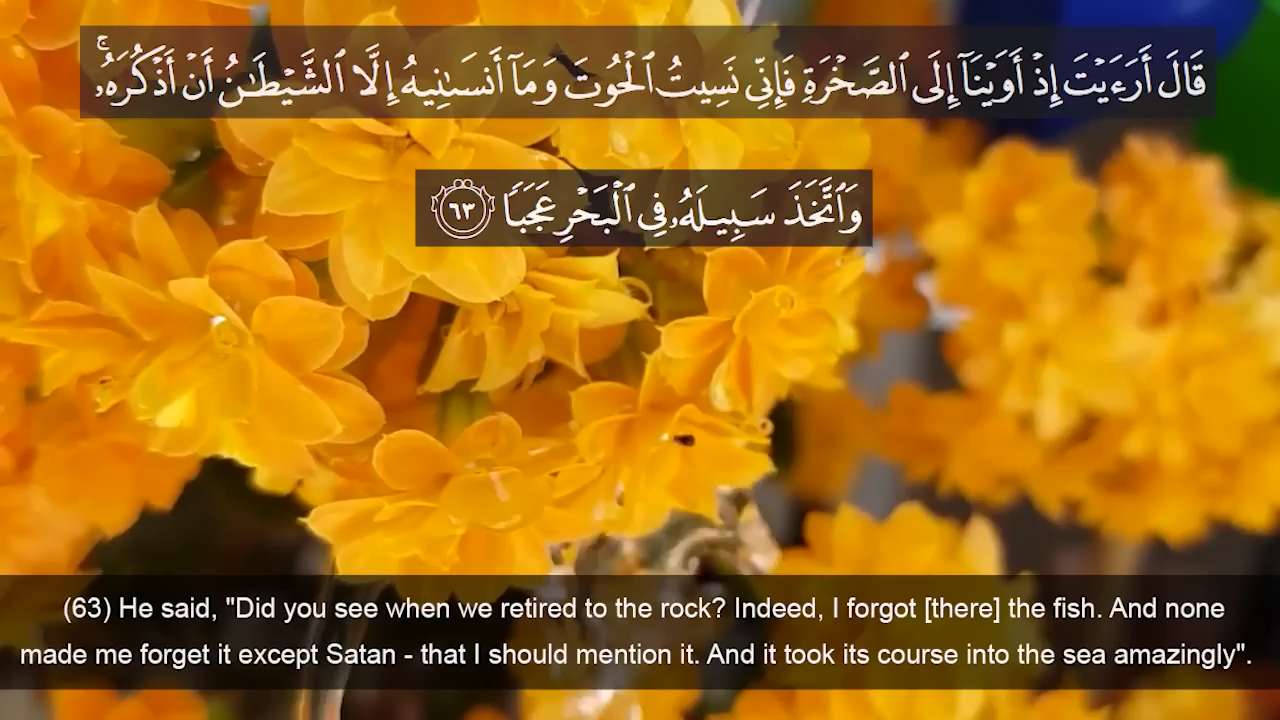 قَالَ أَرَءَيْتَ إِذْ أَوَيْنَآ إِلَى ٱلصَّخْرَةِ فَإِنِّى نَسِيتُ ٱلْحُوتَ وَمَآ أَنسَىٰنِيهُ إِلَّا ٱلشَّيْطَٰنُ أَنْ أَذْكُرَهُۥۚ
وَٱتَّخَذَ سَبِيلَهُۥ فِى ٱلْبَحْرِ عَجَبًا ٦٣
(63) He said, "Did you see when we retired to the rock? Indeed, I forgot [there] the fish. And none
made me forget it except Satan - that I should mention it. And it took its course into the sea amazingly".